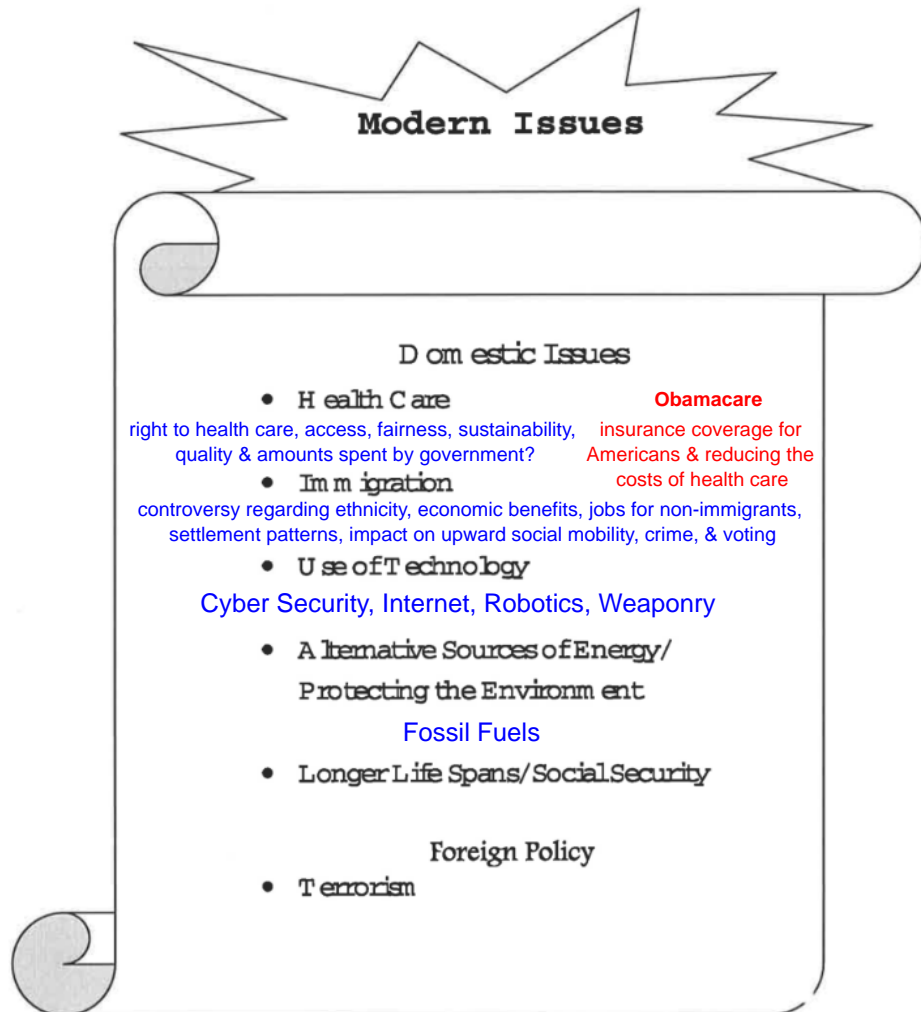 Modern Issues
Domestic Issues
• Health Care
Obamacare
right to health care, access, fairness, sustainability,
quality & amounts spent by government?
insurance coverage for
Americans & reducing the
costs of health care
• Immigration
controversy regarding ethnicity, economic benefits, jobs for non-immigrants,
settlement patterns, impact on upward social mobility, crime, & voting
• Use of Technology
Cyber Security, Internet, Robotics, Weaponry
• Alternative Sources of Energy/
Protecting the Environment
Fossil Fuels
• Longer Life Spans/Social Security
Foreign Policy
• Terrorism